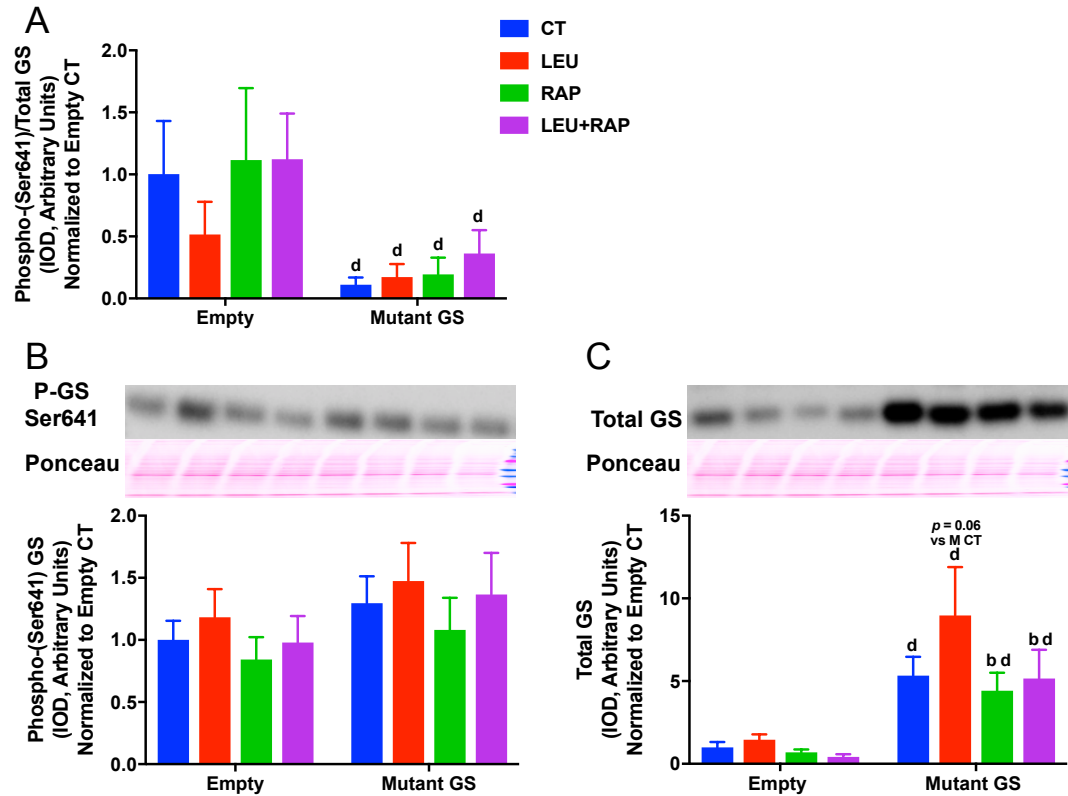 A
Phospho-(Ser641)/Total GS
(IOD, Arbitrary Units)
Normalized to Empty CT
2.0
1.5
1.0
0.5
0.0
d
d
d
d
Empty
Mutant GS
CT
LEU
RAP
LEU+RAP
B
P-GS
Ser641
Ponceau
Phospho-(Ser641) GS
(IOD, Arbitrary Units)
Normalized to Empty CT
2.0
1.5
1.0
0.5
0.0
Empty
Mutant GS
C
Total GS
Ponceau
Total GS
(IOD, Arbitrary Units)
Normalized to Empty CT
15
10
5
0
p = 0.06
vs M CT
d
d
b d
b d
Empty
Mutant GS